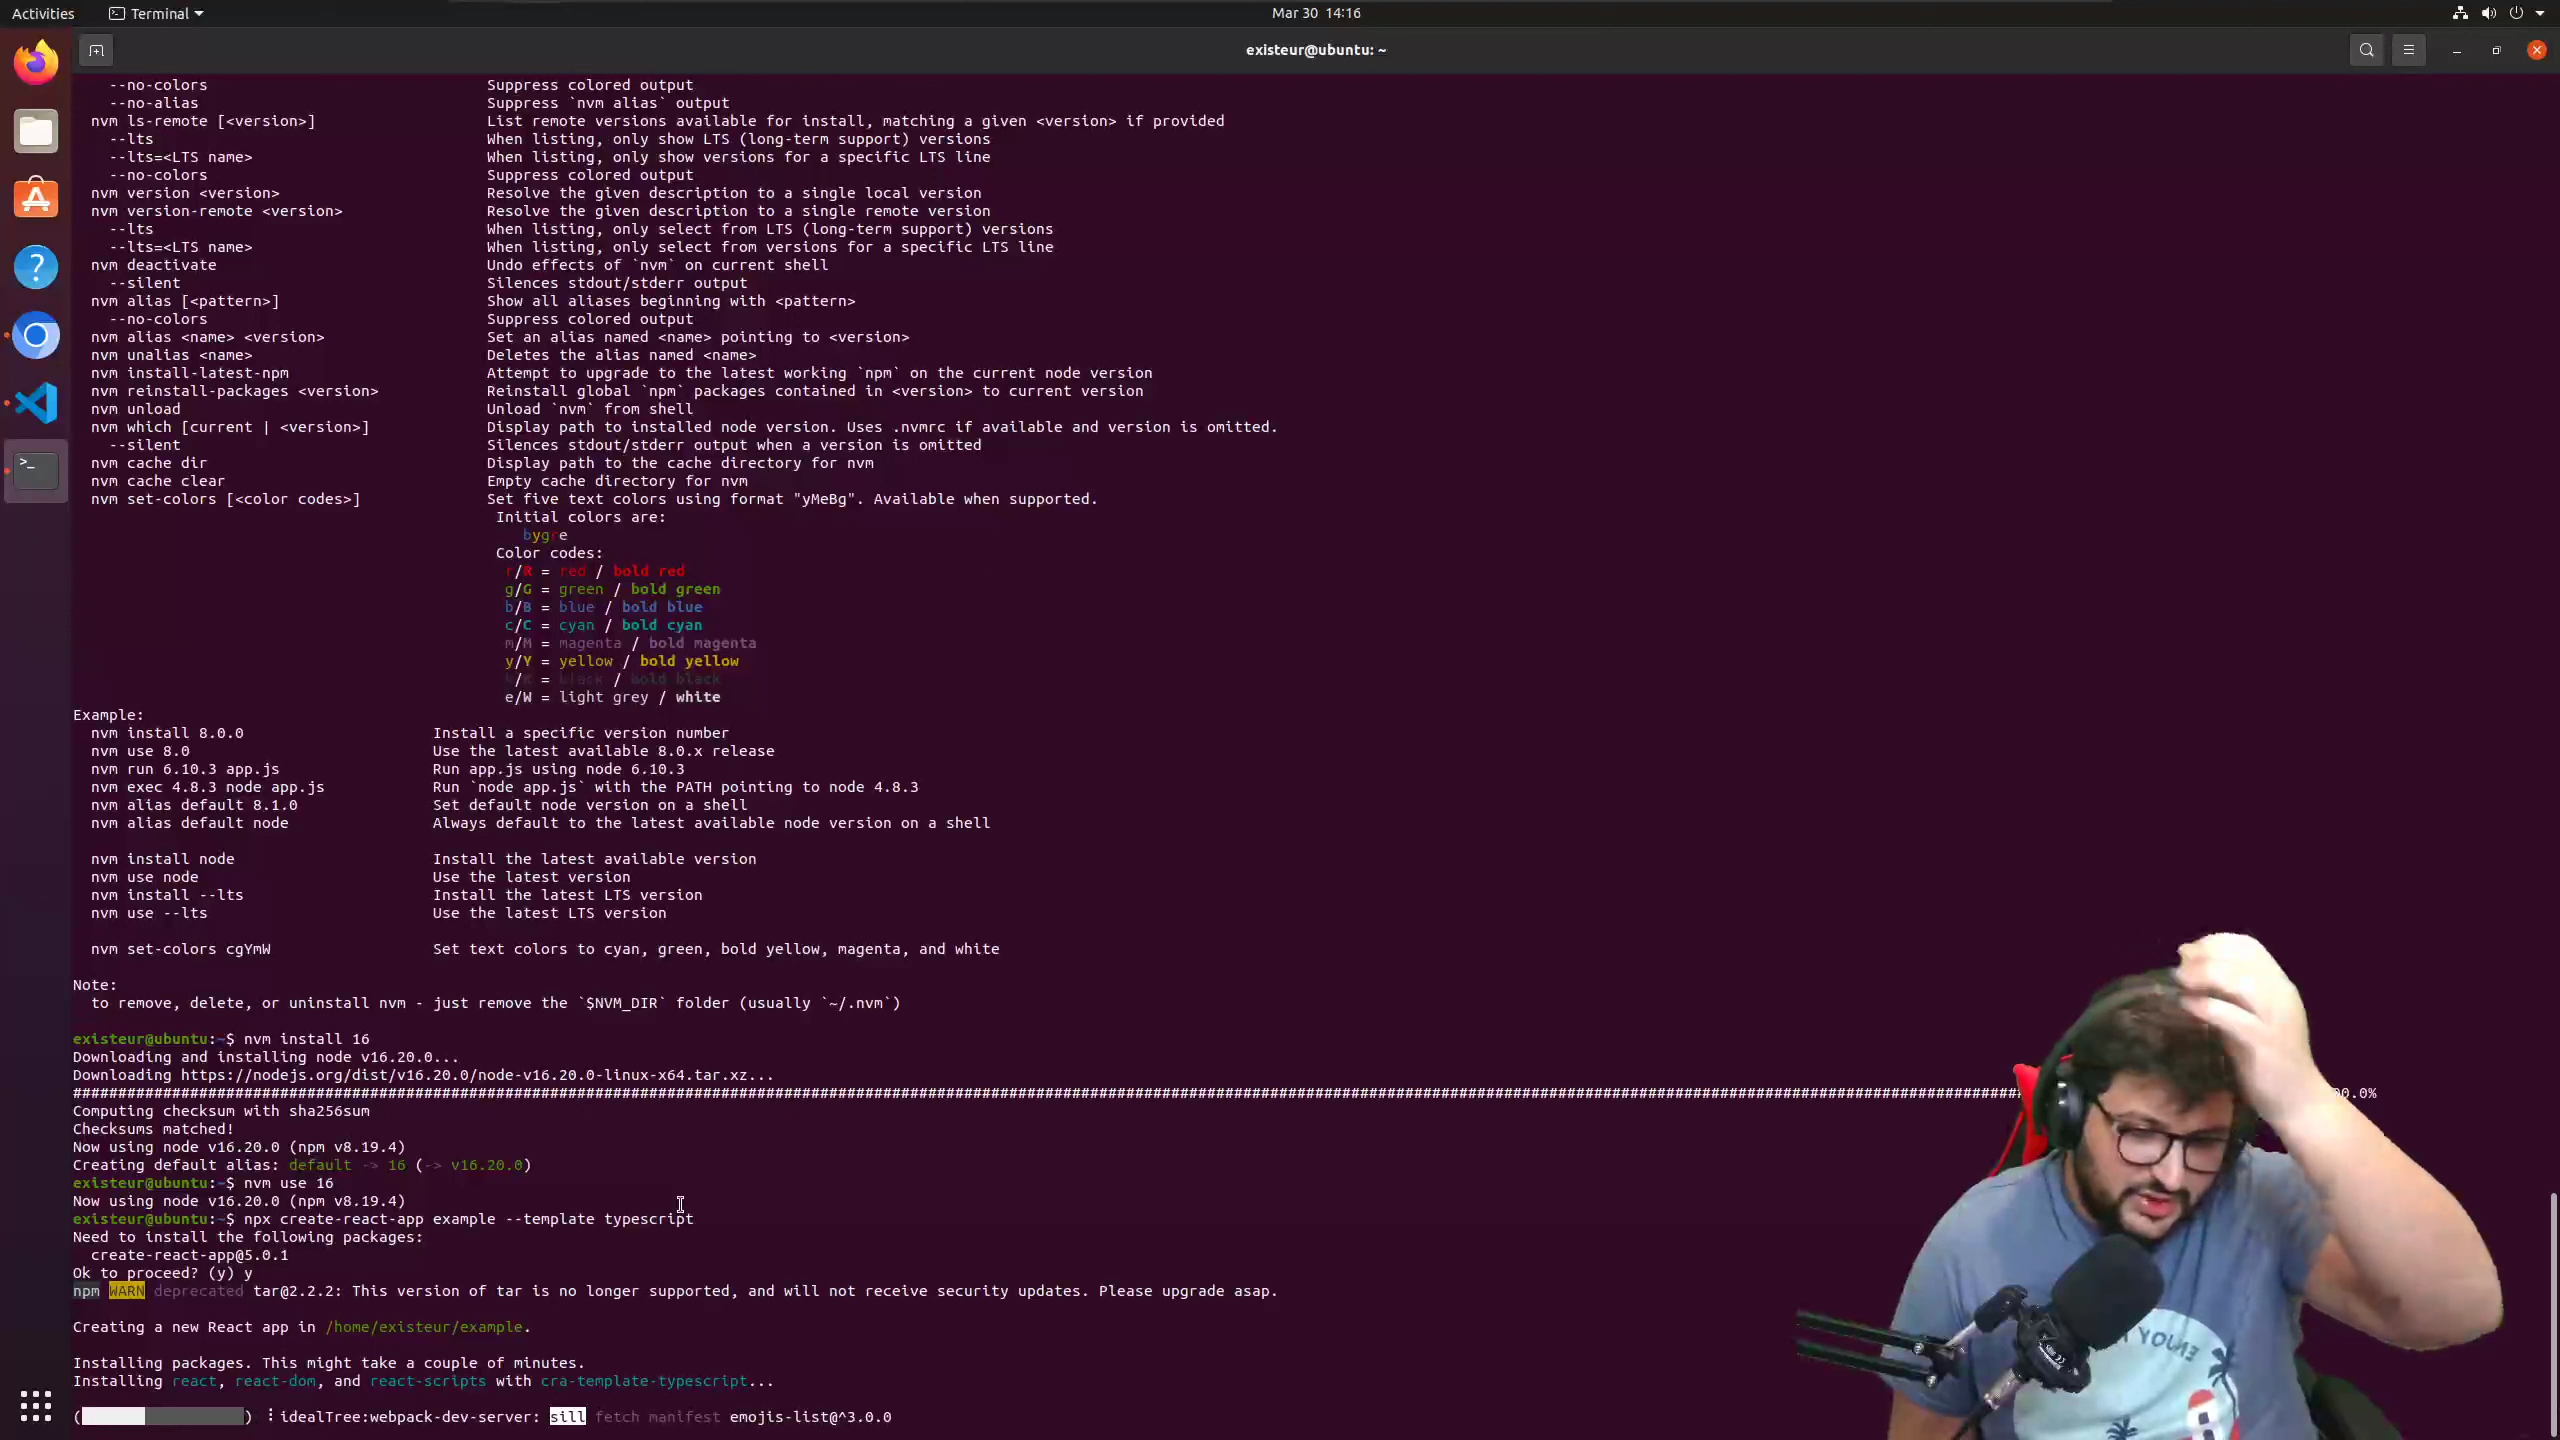 Activities Terminal Mar 30 14:16
existeur@ubuntu: ~
--no-colors Suppress colored output
--no-alias Suppress `nvm alias` output
nvm ls-remote [<version>] List remote versions available for install, matching a given <version> if provided
--lts When listing, only show LTS (long-term support) versions
--lts=<LTS name> When listing, only show versions for a specific LTS line
--no-colors Suppress colored output
nvm version <version> Resolve the given description to a single local version
nvm version-remote <version> Resolve the given description to a single remote version
--lts When listing, only select from LTS (long-term support) versions
--lts=<LTS name> When listing, only select from versions for a specific LTS line
nvm deactivate Undo effects of `nvm` on current shell
--silent Silences stdout/stderr output
nvm alias [<pattern>] Show all aliases beginning with <pattern>
--no-colors Suppress colored output
nvm alias <name> <version> Set an alias named <name> pointing to <version>
nvm unalias <name> Deletes the alias named <name>
nvm install-latest-npm Attempt to upgrade to the latest working `npm` on the current node version
nvm reinstall-packages <version> Reinstall global `npm` packages contained in <version> to current version
nvm unload Unload `nvm` from shell
nvm which [current | <version>] Display path to installed node version. Uses .nvmrc if available and version is omitted.
--silent Silences stdout/stderr output when a version is omitted
nvm cache dir Display path to the cache directory for nvm
nvm cache clear Empty cache directory for nvm
nvm set-colors [<color codes>] Set five text colors using format "yMeBg". Available when supported.
Initial colors are:
bygre
Color codes:
r/R = red / bold red
g/G = green / bold green
b/B = blue / bold blue
c/C = cyan / bold cyan
m/M = magenta / bold magenta
y/Y = yellow / bold yellow
k/K = black / bold black
e/W = light grey / white
Example:
nvm install 8.0.0 Install a specific version number
nvm use 8.0 Use the latest available 8.0.x release
nvm run 6.10.3 app.js Run app.js using node 6.10.3
nvm exec 4.8.3 node app.js Run `node app.js` with the PATH pointing to node 4.8.3
nvm alias default 8.1.0 Set default node version on a shell
nvm alias default node Always default to the latest available node version on a shell
nvm install node Install the latest available version
nvm use node Use the latest version
nvm install --lts Install the latest LTS version
nvm use --lts Use the latest LTS version
nvm set-colors cgYmW Set text colors to cyan, green, bold yellow, magenta, and white
Note:
to remove, delete, or uninstall nvm - just remove the `$NVM_DIR` folder (usually `~/.nvm`)
existeur@ubuntu:~$ nvm install 16
Downloading and installing node v16.20.0...
Downloading https://nodejs.org/dist/v16.20.0/node-v16.20.0-linux-x64.tar.xz...
0.0%
Computing checksum with sha256sum
Checksums matched!
Now using node v16.20.0 (npm v8.19.4)
Creating default alias: default -> 16 (-> v16.20.0)
existeur@ubuntu:~$ nvm use 16
Now using node v16.20.0 (npm v8.19.4)
existeur@ubuntu:~$ npx create-react-app example --template typescript
Need to install the following packages:
create-react-app@5.0.1
Ok to proceed? (y) y
npm WARN deprecated tar@2.2.2: This version of tar is no longer supported, and will not receive security updates. Please upgrade asap.
Creating a new React app in /home/existeur/example.
Installing packages. This might take a couple of minutes.
Installing react, react-dom, and react-scripts with cra-template-typescript...
( ) ⠸ idealTree:webpack-dev-server: sill fetch manifest emojis-list@^3.0.0
ENJOY